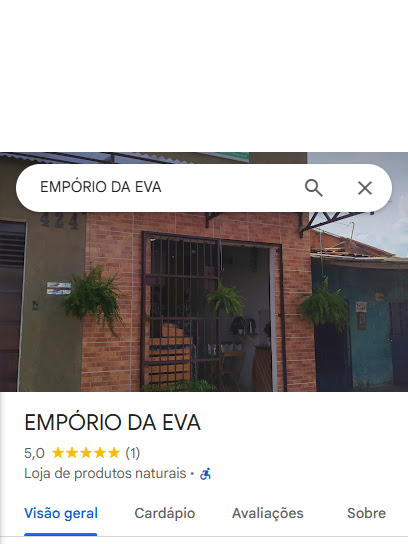 EMPÓRIO DA EVA
424
EMPÓRIO DA EVA
5,0 (1)
Loja de produtos naturais ·
Visão geral Cardápio Avaliações Sobre